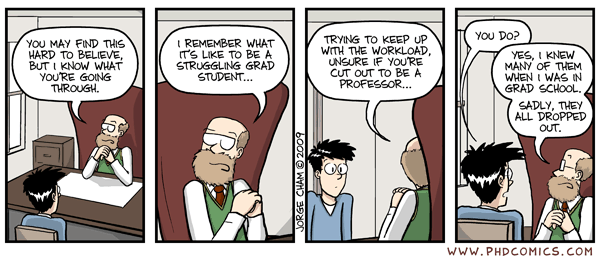 YOU MAY FIND THIS
HARD TO BELIEVE,
BUT I KNOW WHAT
YOU'RE GOING
THROUGH.
I REMEMBER WHAT
IT'S LIKE TO BE A
STRUGGLING GRAD
STUDENT...
TRYING TO KEEP UP
WITH THE WORKLOAD,
UNSURE IF YOU'RE
CUT OUT TO BE A
PROFESSOR...
JORGE CHAM © 2009
YOU DO?
YES, I KNEW
MANY OF THEM
WHEN I WAS IN
GRAD SCHOOL.
SADLY, THEY
ALL DROPPED
OUT.
WWW.PHDCOMICS.COM